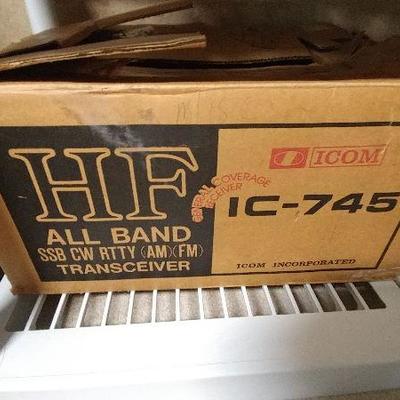 HF
ALL BAND
SSB CW RTTY (AM)(FM)
TRANSCEIVER
GENERAL COVERAGE
RECEIVER
ICOM
IC-745
ICOM INCORPORATED